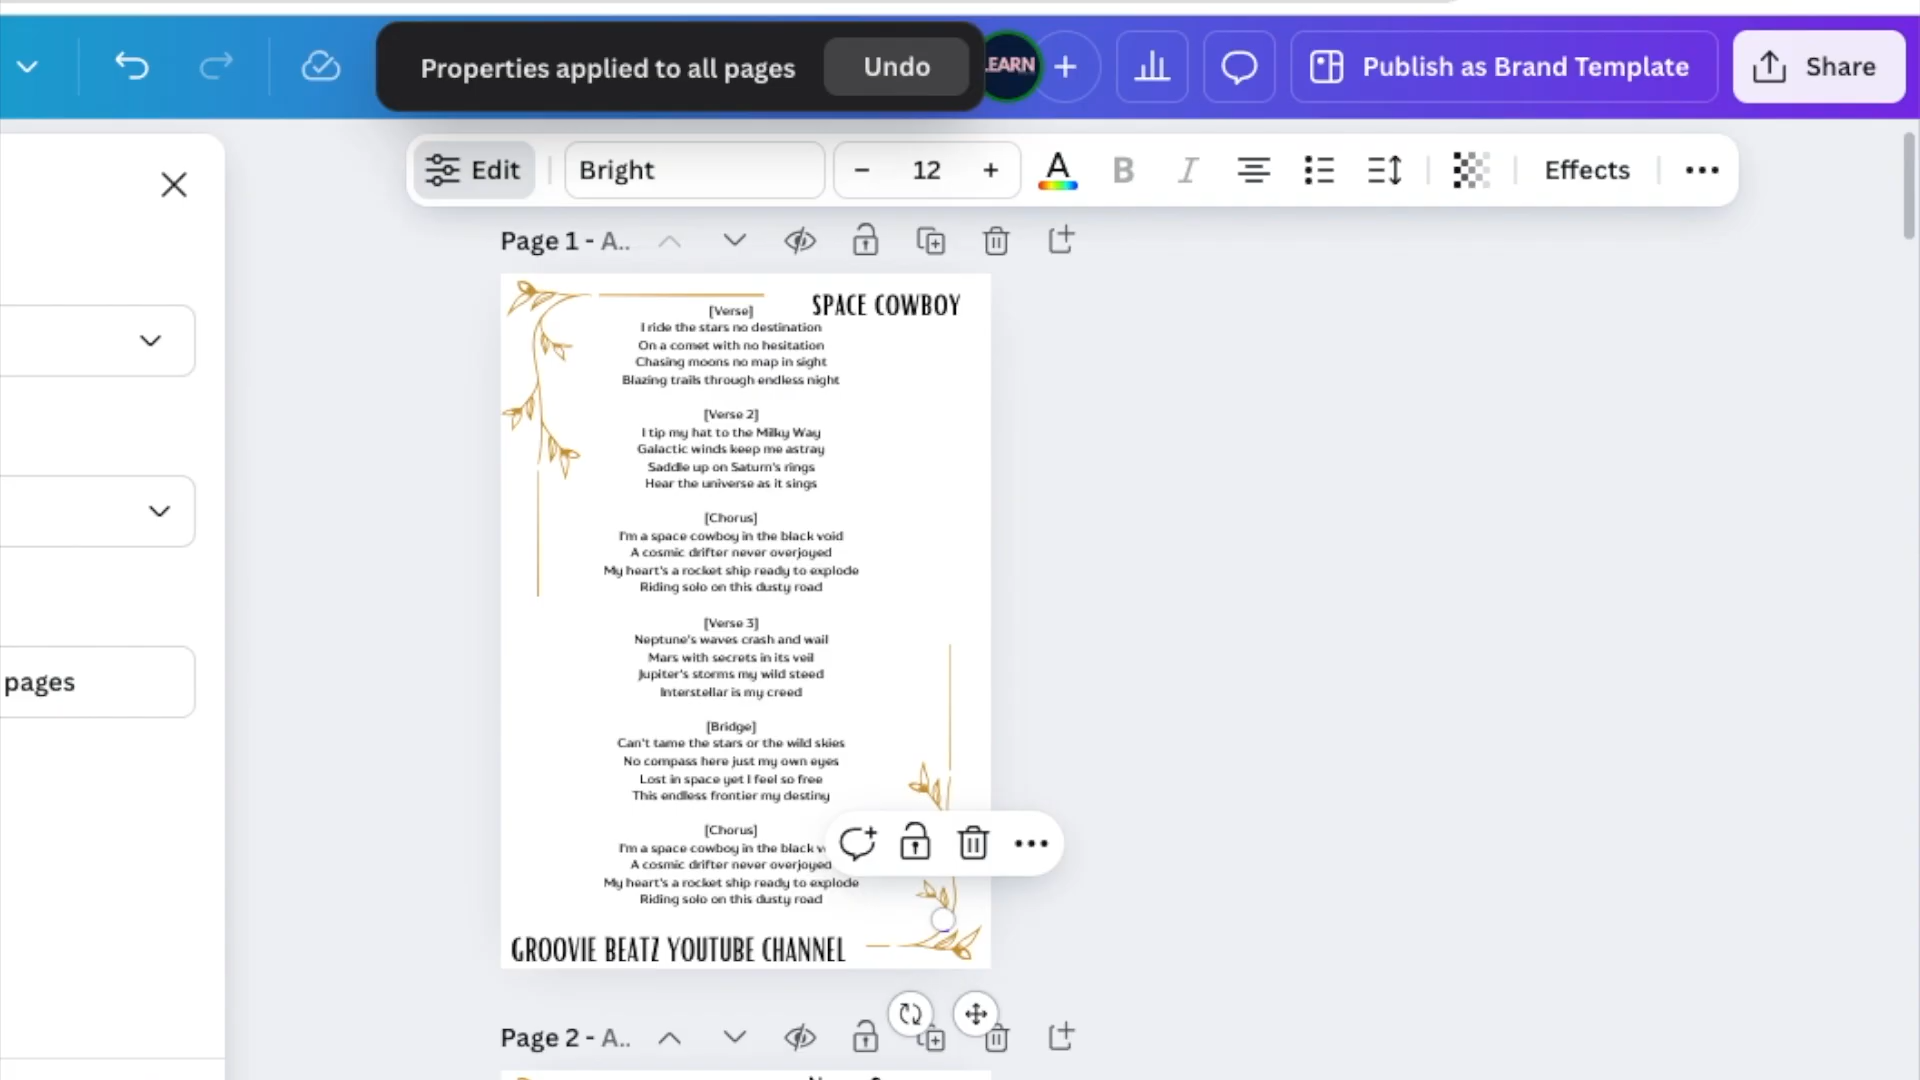 Properties applied to all pages
Undo
EARN
Publish as Brand Template
Share
Edit
Bright
12
A
B
I
Effects
Page 1 - A..
SPACE COWBOY
[Verse]
I ride the stars no destination
On a comet with no hesitation
Chasing moons no map in sight
Blazing trails through endless night
[Verse 2]
I tip my hat to the Milky Way
Galactic winds keep me astray
Saddle up on Saturn's rings
Hear the universe as it sings
[Chorus]
I'm a space cowboy in the black void
A cosmic drifter never overjoyed
My heart's a rocket ship ready to explode
Riding solo on this dusty road
[Verse 3]
Neptune's waves crash and wail
Mars with secrets in its veil
Jupiter's storms my wild steed
Interstellar is my creed
pages
[Bridge]
Can't tame the stars or the wild skies
No compass here just my own eyes
Lost in space yet I feel so free
This endless frontier my destiny
[Chorus]
I'm a space cowboy in the black v
A cosmic drifter never overjoyed
My heart's a rocket ship ready to explode
Riding solo on this dusty road
GROOVIE BEATZ YOUTUBE CHANNEL
Page 2 - A..